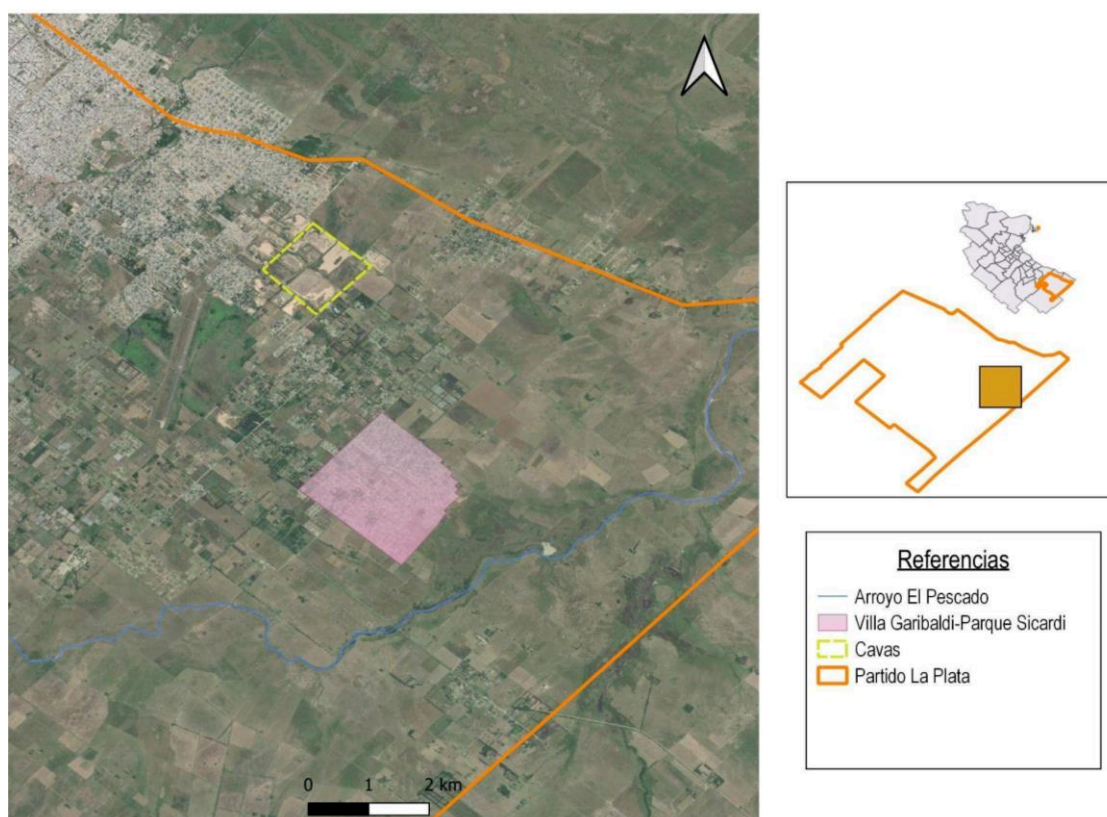 0 1 2 km
Referencias
Arroyo El Pescado
Villa Garibaldi-Parque Sicardi
Cavas
Partido La Plata